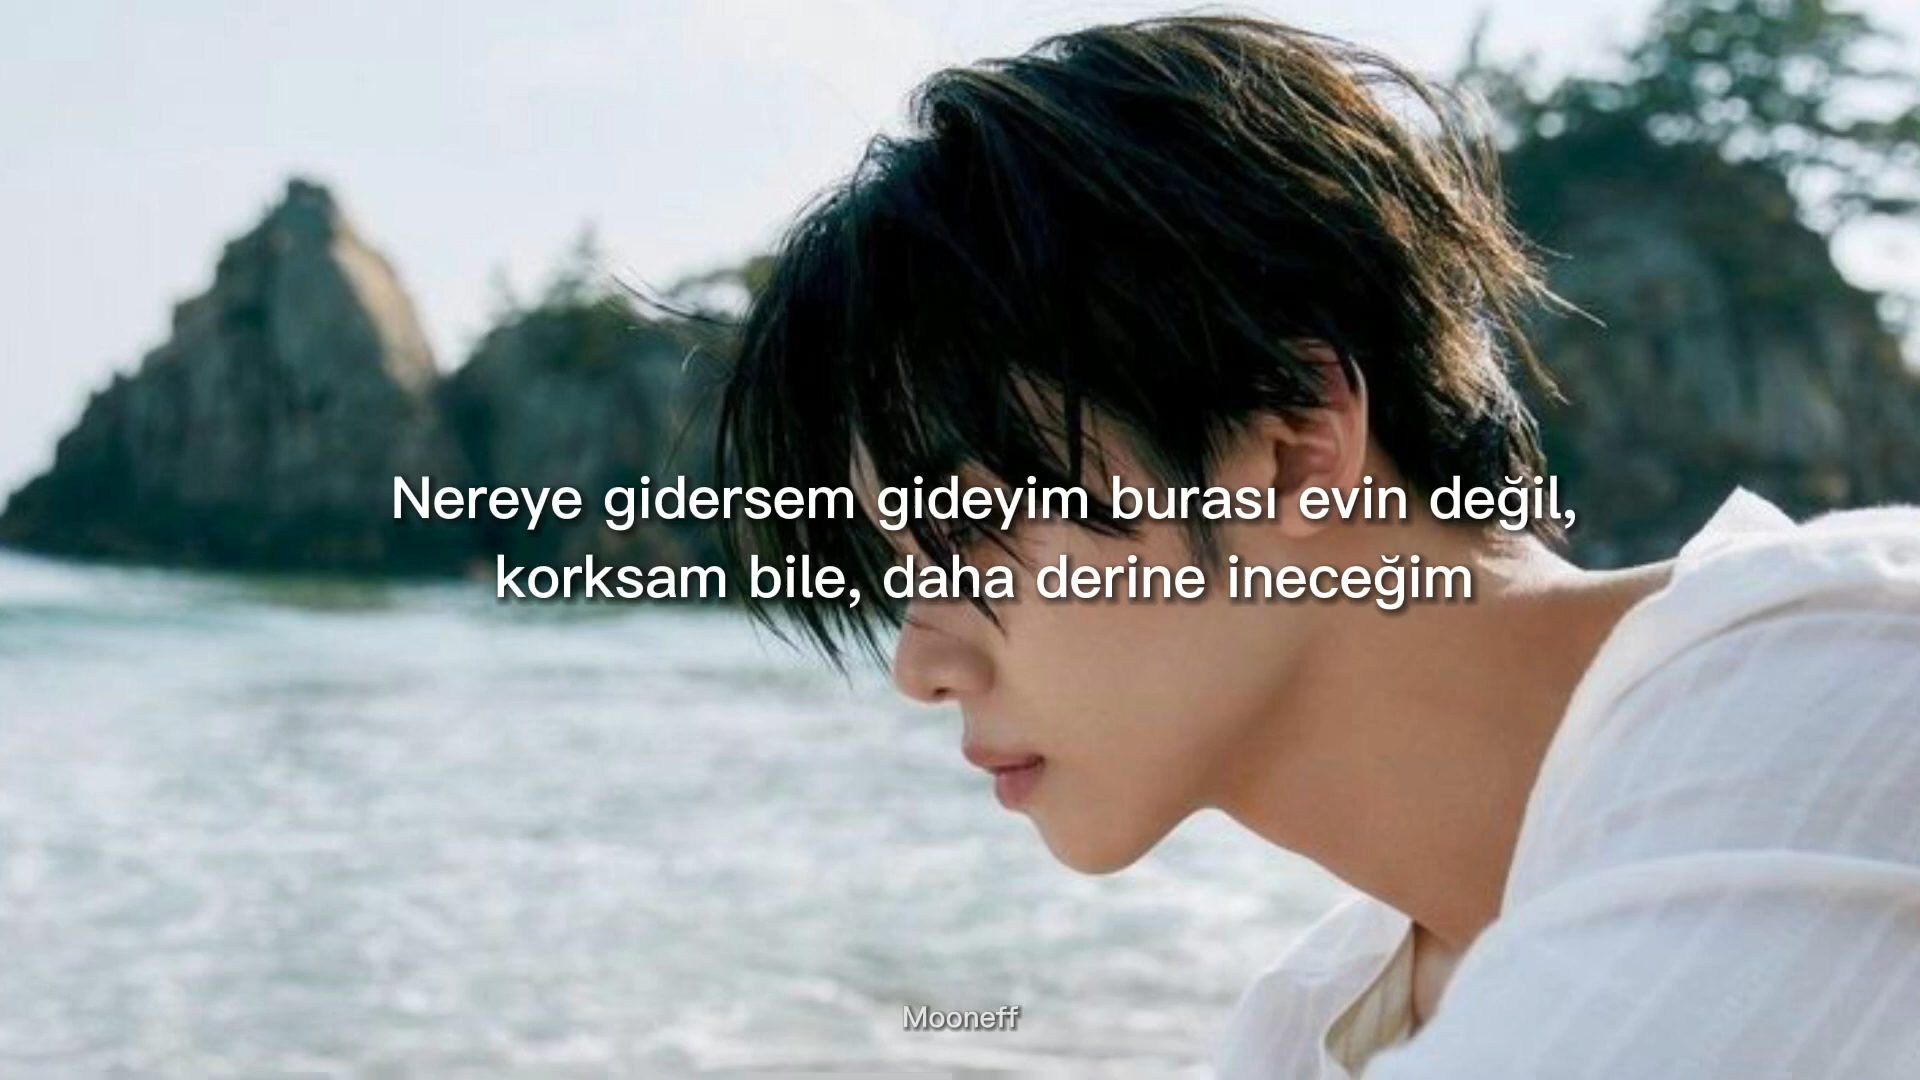 Nereye gidersem gideyim burası evin değil,
korksam bile, daha derine ineceğim
Mooneff